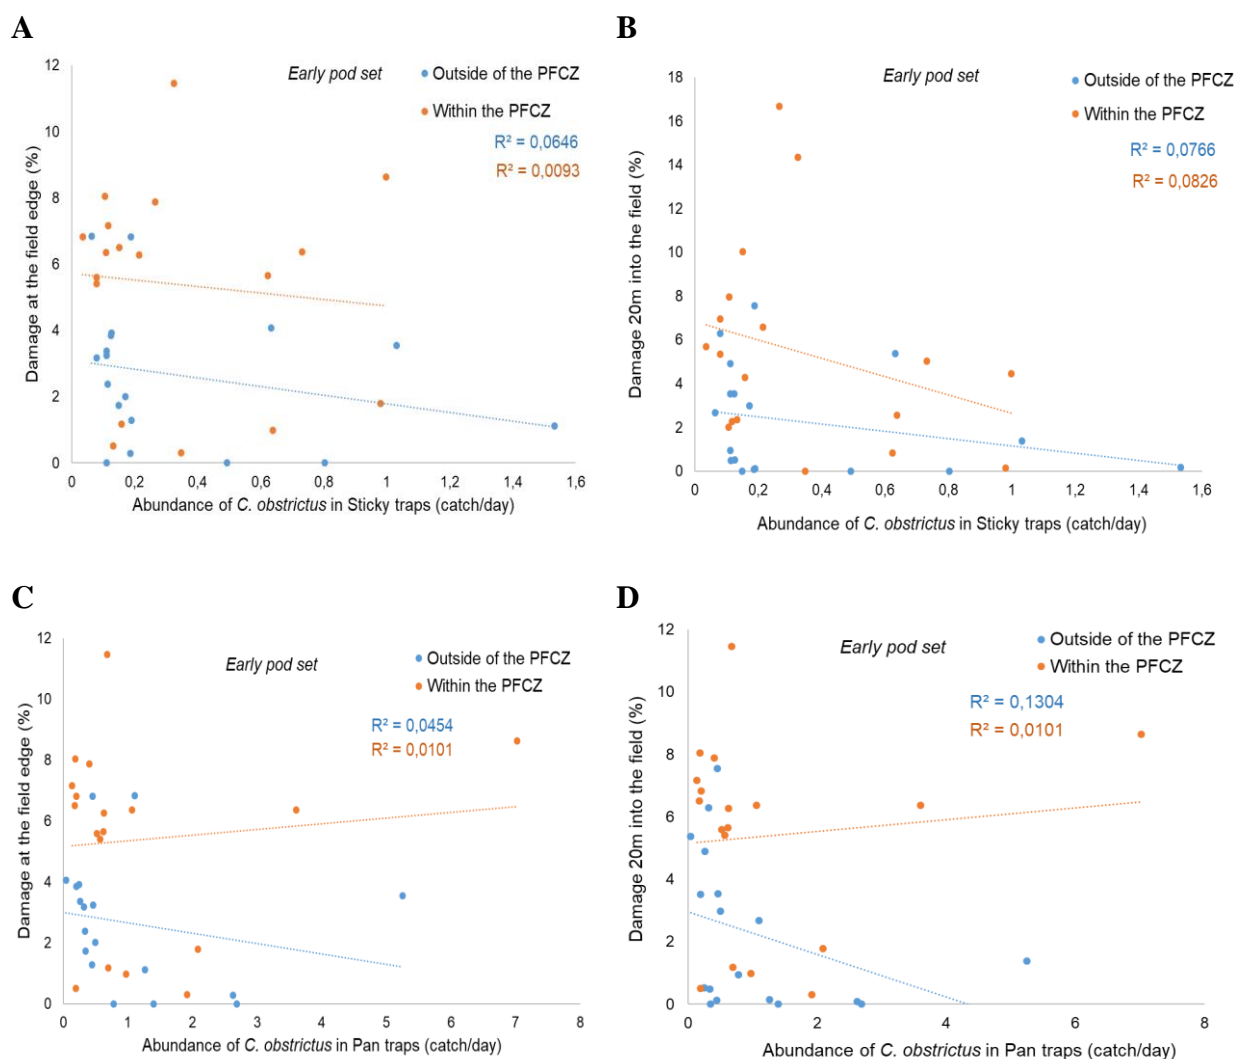 A
Early pod set
Outside of the PFCZ
Within the PFCZ
R² = 0,0646
R² = 0,0093
Damage at the field edge (%)
12
10
8
6
4
2
0
0 0,2 0,4 0,6 0,8 1 1,2 1,4 1,6
Abundance of C. obstrictus in Sticky traps (catch/day)
B
Early pod set
Outside of the PFCZ
Within the PFCZ
R² = 0,0766
R² = 0,0826
Damage 20m into the field (%)
18
16
14
12
10
8
6
4
2
0
0 0,2 0,4 0,6 0,8 1 1,2 1,4 1,6
Abundance of C. obstrictus in Sticky traps (catch/day)
C
Early pod set
Outside of the PFCZ
Within the PFCZ
R² = 0,0454
R² = 0,0101
Damage at the field edge (%)
12
10
8
6
4
2
0
0 1 2 3 4 5 6 7 8
Abundance of C. obstrictus in Pan traps (catch/day)
D
Early pod set
Outside of the PFCZ
Within the PFCZ
R² = 0,1304
R² = 0,0101
Damage 20m into the field (%)
12
10
8
6
4
2
0
0 2 4 6 8
Abundance of C. obstrictus in Pan traps (catch/day)